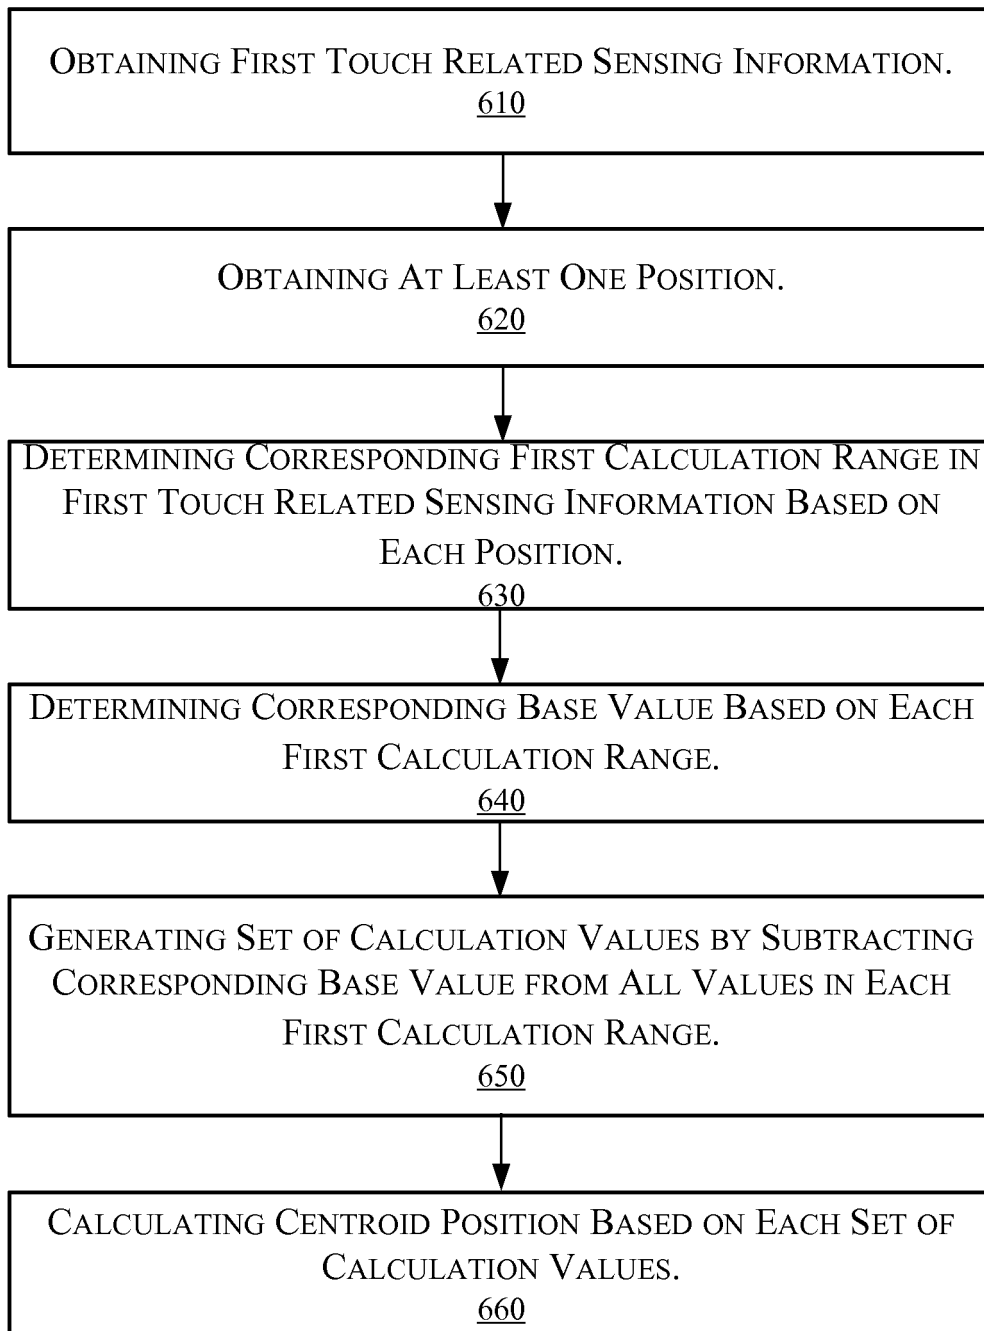 OBTAINING FIRST TOUCH RELATED SENSING INFORMATION.
610
OBTAINING AT LEAST ONE POSITION.
620
DETERMINING CORRESPONDING FIRST CALCULATION RANGE IN
FIRST TOUCH RELATED SENSING INFORMATION BASED ON
EACH POSITION.
630
DETERMINING CORRESPONDING BASE VALUE BASED ON EACH
FIRST CALCULATION RANGE.
640
GENERATING SET OF CALCULATION VALUES BY SUBTRACTING
CORRESPONDING BASE VALUE FROM ALL VALUES IN EACH
FIRST CALCULATION RANGE.
650
CALCULATING CENTROID POSITION BASED ON EACH SET OF
CALCULATION VALUES.
660